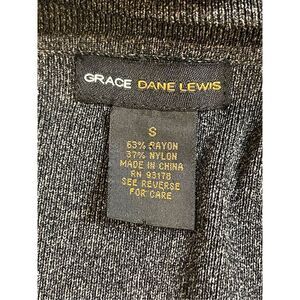 GRACE DANE LEWIS
S
63% RAYON
37% NYLON
MADE IN CHINA
RN 93178
SEE REVERSE
FOR CARE